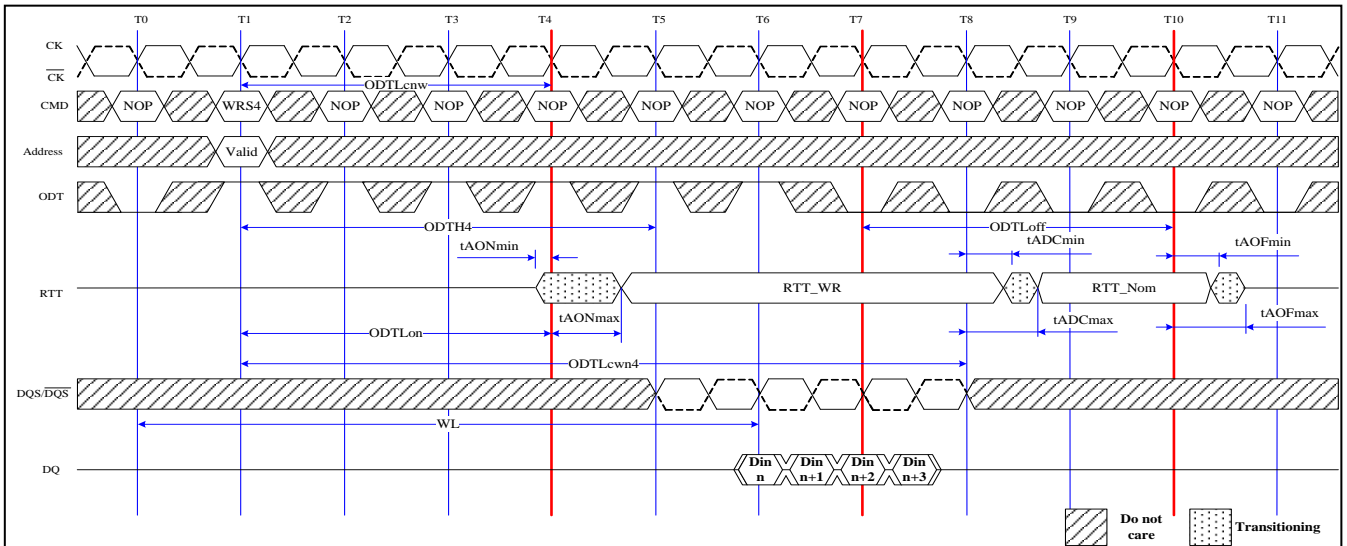 T0 T1 T2 T3 T4 T5 T6 T7 T8 T9 T10 T11
CK
CK
ODTLcnw
CMD NOP WRS4 NOP NOP NOP NOP NOP NOP NOP NOP NOP NOP
Address Valid
ODT
ODTH4 ODTLoff
tAONmin tADCmin tAOFmin
RTT RTT_WR RTT_Nom
tAONmax tADCmax tAOFmax
ODTLon
ODTLcwn4
DQS/DQS
WL
DQ Din n Din n+1 Din n+2 Din n+3
Do not care
Transitioning